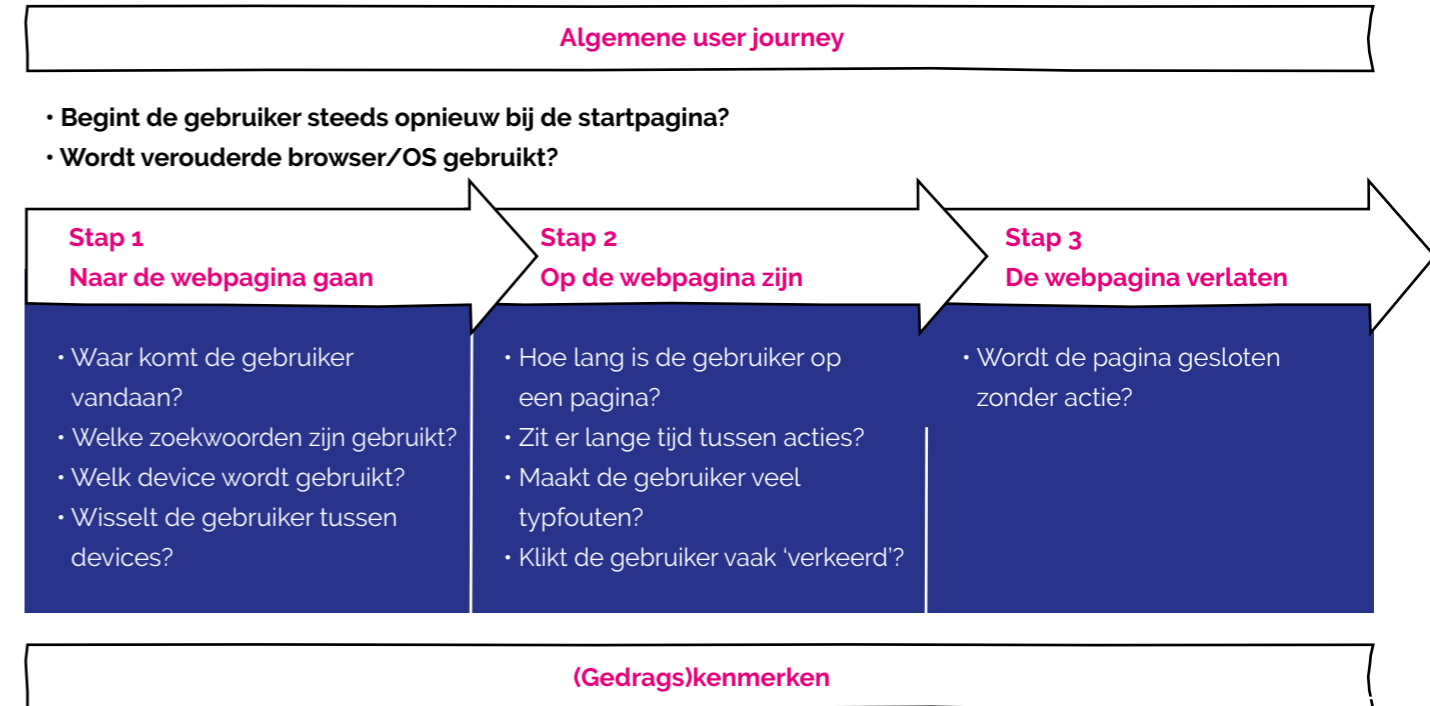 Algemene user journey
• Begint de gebruiker steeds opnieuw bij de startpagina?
• Wordt verouderde browser/OS gebruikt?
Stap 1
Naar de webpagina gaan
• Waar komt de gebruiker
vandaan?
• Welke zoekwoorden zijn gebruikt?
• Welk device wordt gebruikt?
• Wisselt de gebruiker tussen
devices?
Stap 2
Op de webpagina zijn
• Hoe lang is de gebruiker op
een pagina?
• Zit er lange tijd tussen acties?
• Maakt de gebruiker veel
typfouten?
• Klikt de gebruiker vaak ‘verkeerd’?
Stap 3
De webpagina verlaten
• Wordt de pagina gesloten
zonder actie?
(Gedrags)kenmerken